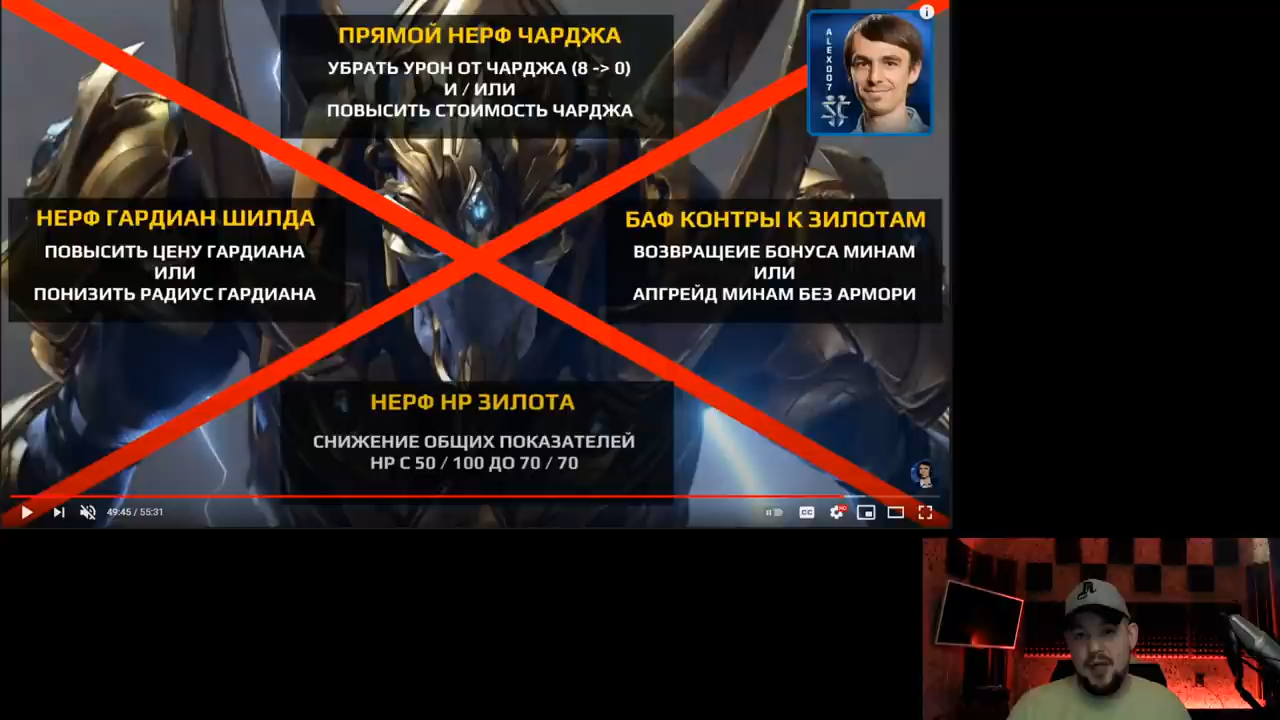 ПРЯМОЙ НЕРФ ЧАРДЖА
УБРАТЬ УРОН ОТ ЧАРДЖА (8 -> 0)
И / ИЛИ
ПОВЫСИТЬ СТОИМОСТЬ ЧАРДЖА
ALEX007
НЕРФ ГАРДИАН ШИЛДА
ПОВЫСИТЬ ЦЕНУ ГАРДИАНА
ИЛИ
ПОНИЗИТЬ РАДИУС ГАРДИАНА
БАФ КОНТРЫ К ЗИЛОТАМ
ВОЗВРАЩЕИЕ БОНУСА МИНАМ
ИЛИ
АПГРЕЙД МИНАМ БЕЗ АРМОРИ
НЕРФ HP ЗИЛОТА
СНИЖЕНИЕ ОБЩИХ ПОКАЗАТЕЛЕЙ
HP С 50 / 100 ДО 70 / 70
49:45 / 55:31
CC
HD